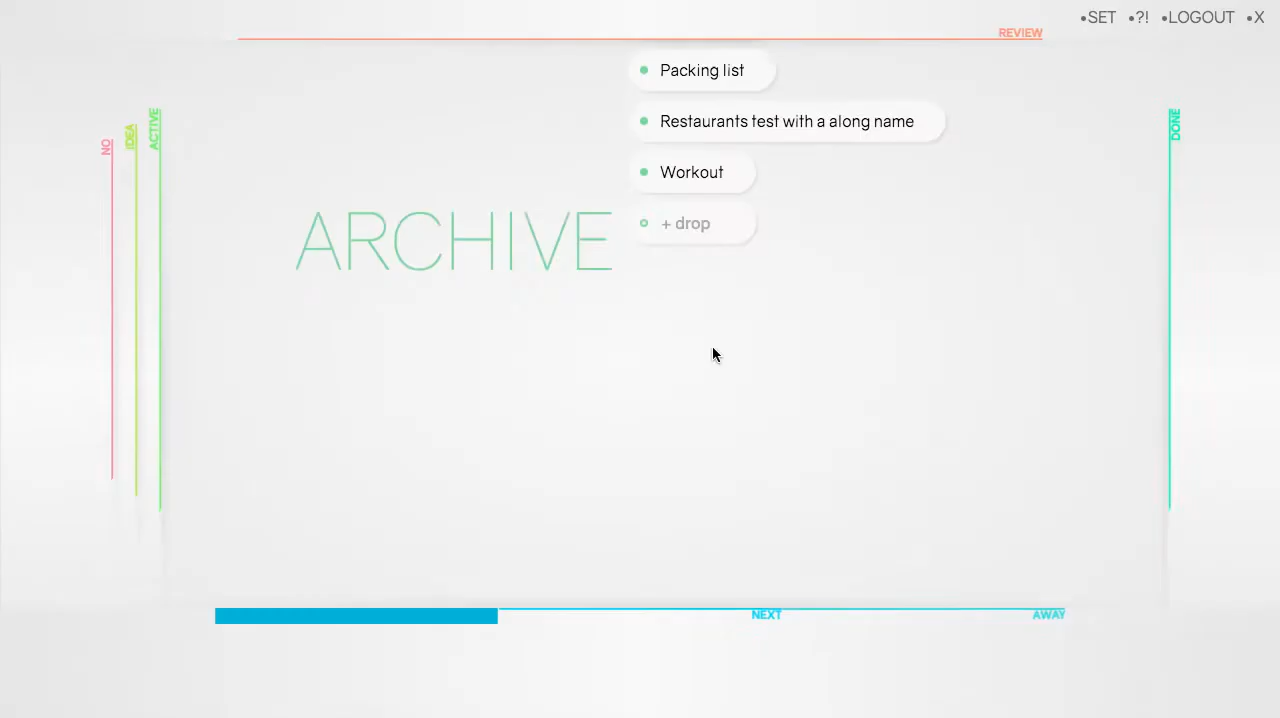 •SET •?! •LOGOUT •X
REVIEW
Packing list
Restaurants test with a along name
Workout
+ drop
ARCHIVE
NO
IDEA
ACTIVE
DONE
NEXT
AWAY